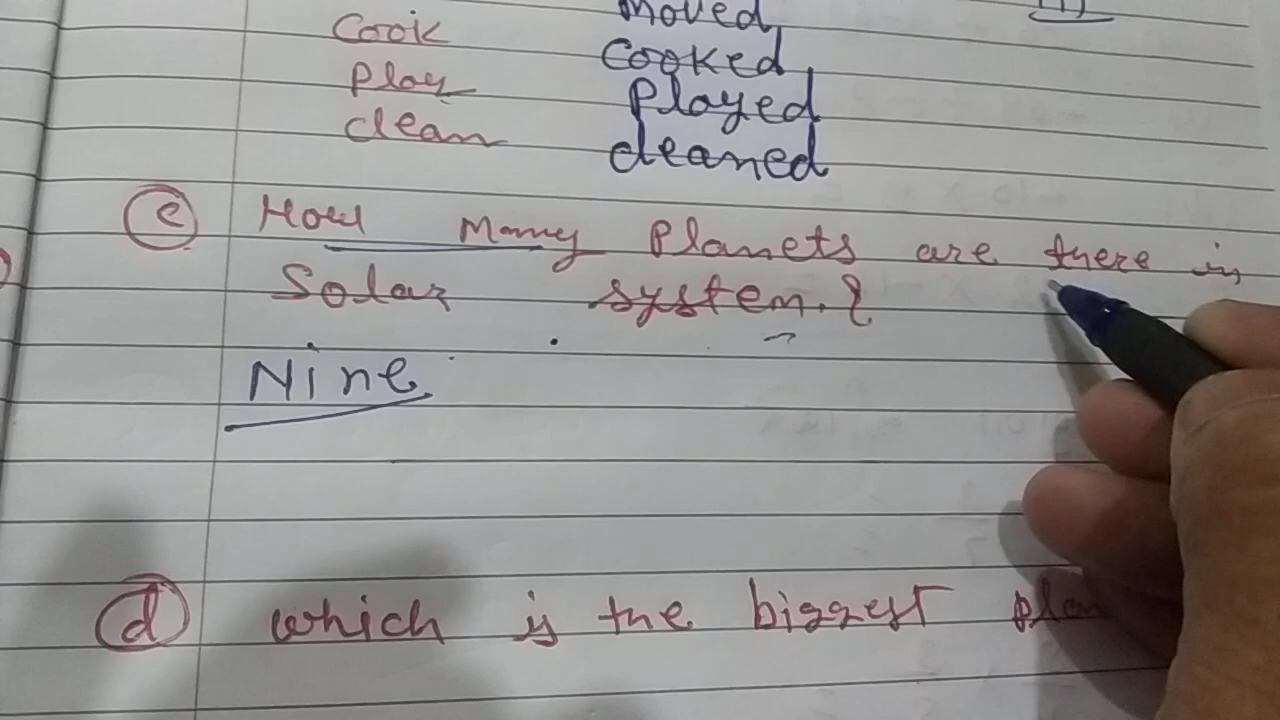 moved
Cook cooked
Play Played
clean cleaned
c How Many Planets are there in
Solar system.?
Nine
d which is the biggest